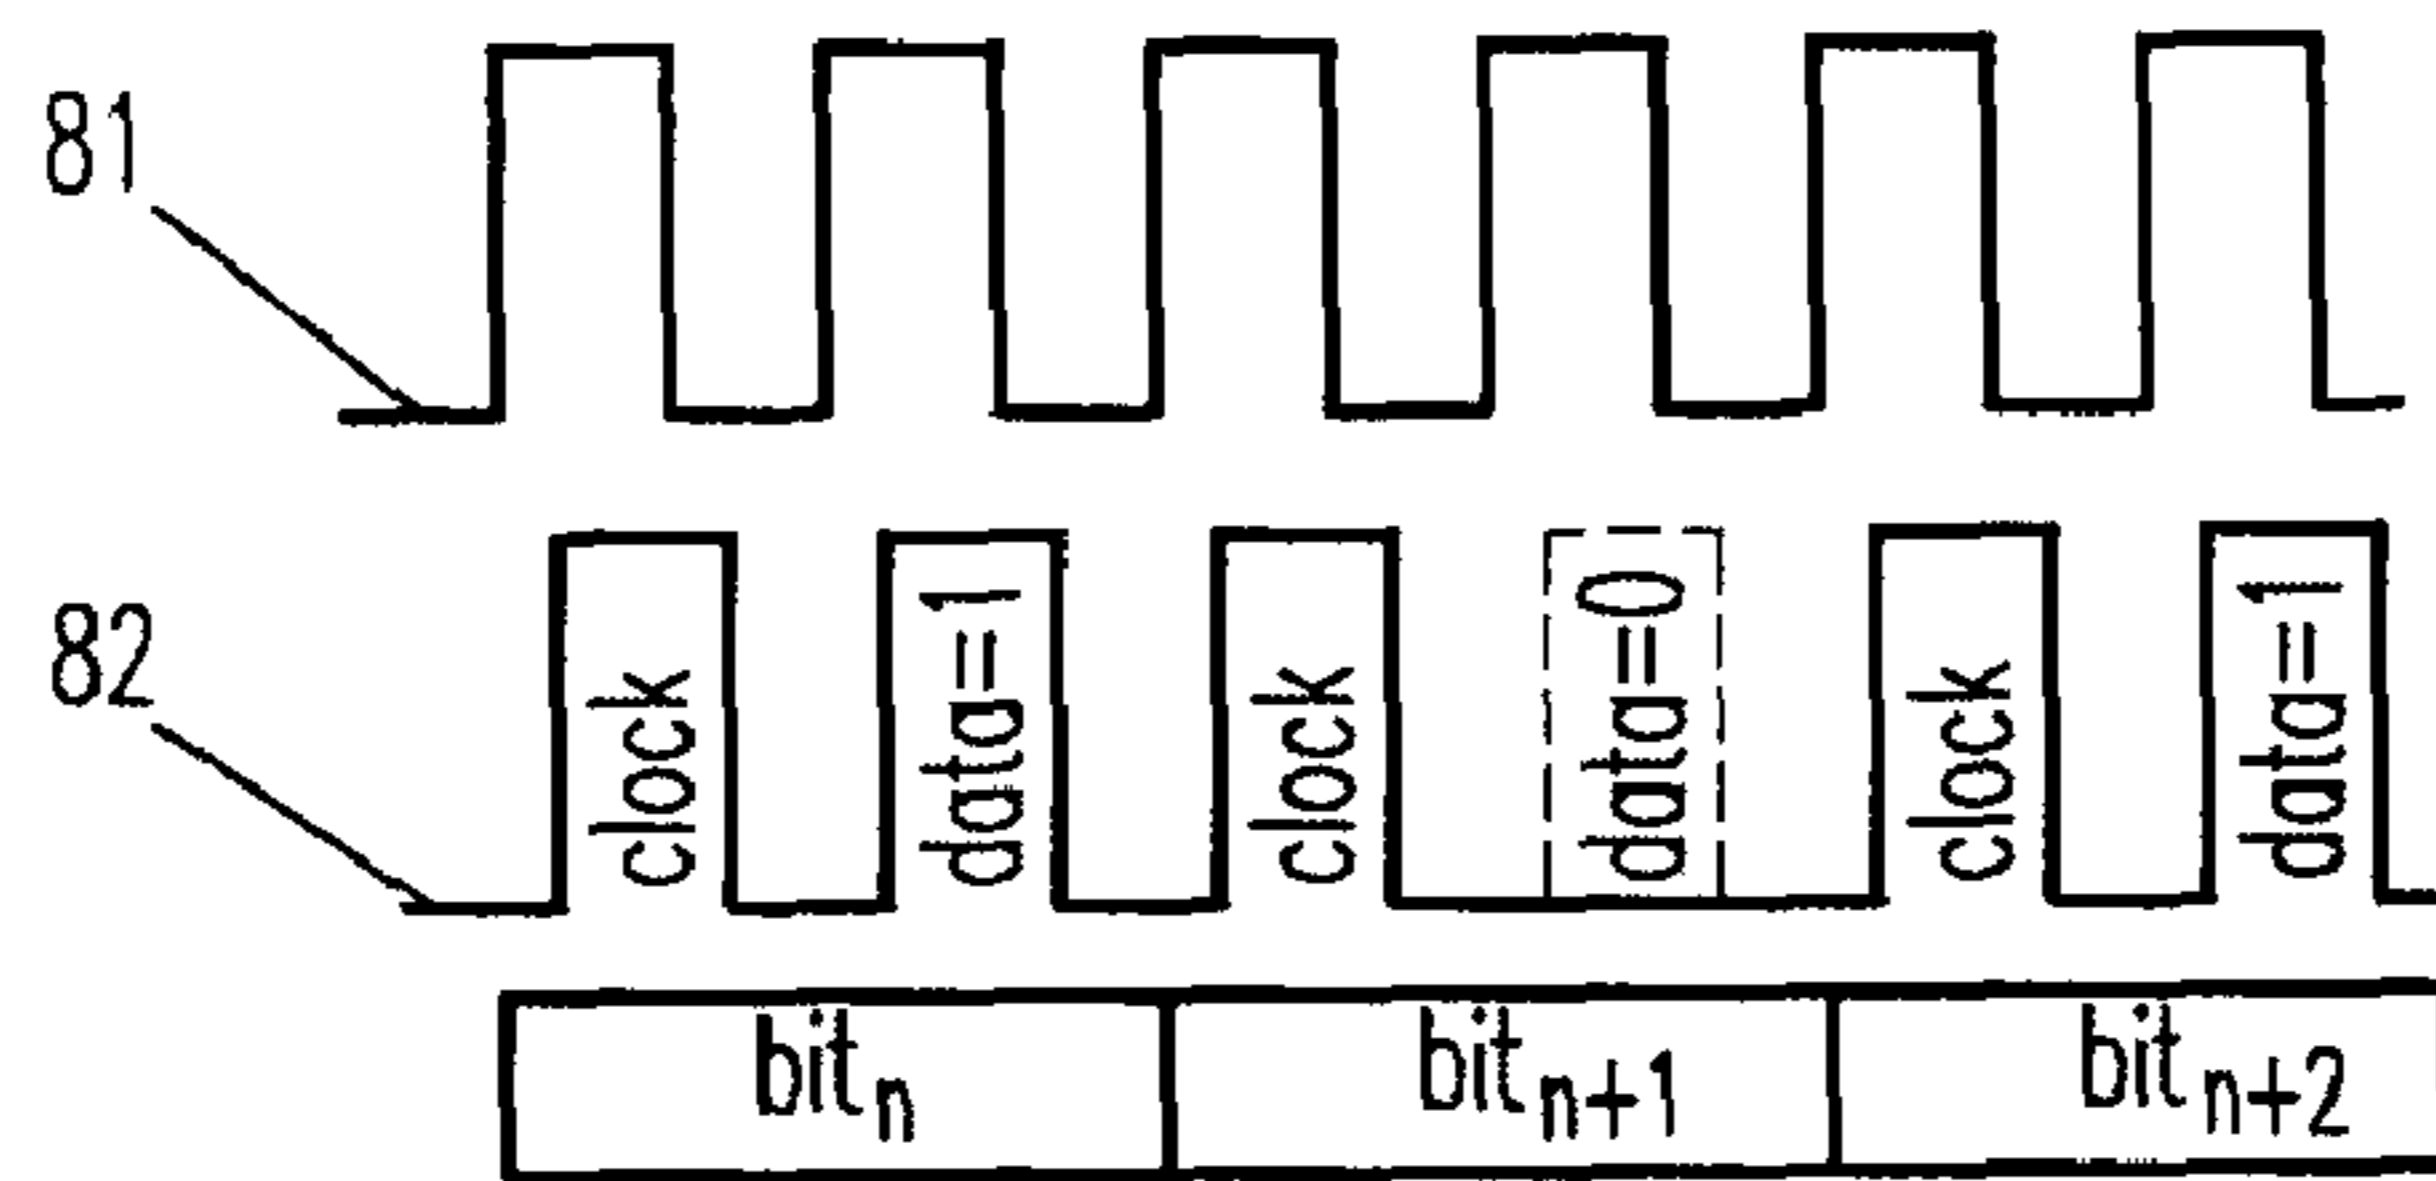 81
82
clock
data=1
clock
data=0
clock
data=1
bitn
bitn+1
bitn+2